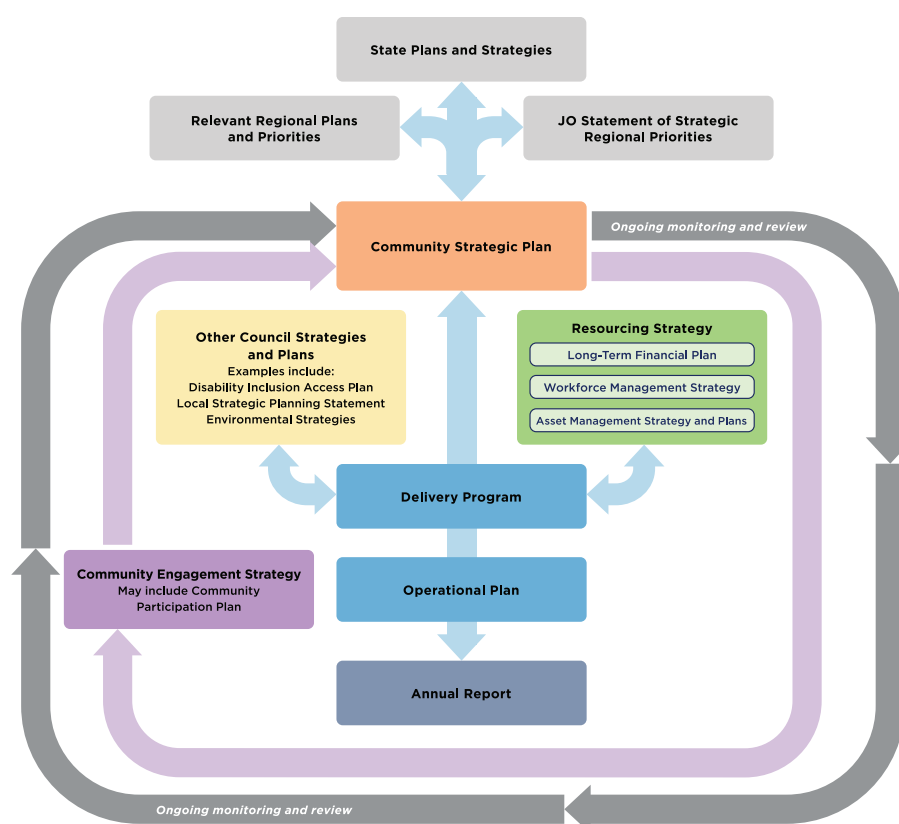 State Plans and Strategies
Relevant Regional Plans
and Priorities
JO Statement of Strategic
Regional Priorities
Community Strategic Plan
Ongoing monitoring and review
Other Council Strategies
and Plans
Examples include:
Disability Inclusion Access Plan
Local Strategic Planning Statement
Environmental Strategies
Resourcing Strategy
Long-Term Financial Plan
Workforce Management Strategy
Asset Management Strategy and Plans
Delivery Program
Community Engagement Strategy
May include Community
Participation Plan
Operational Plan
Annual Report
Ongoing monitoring and review